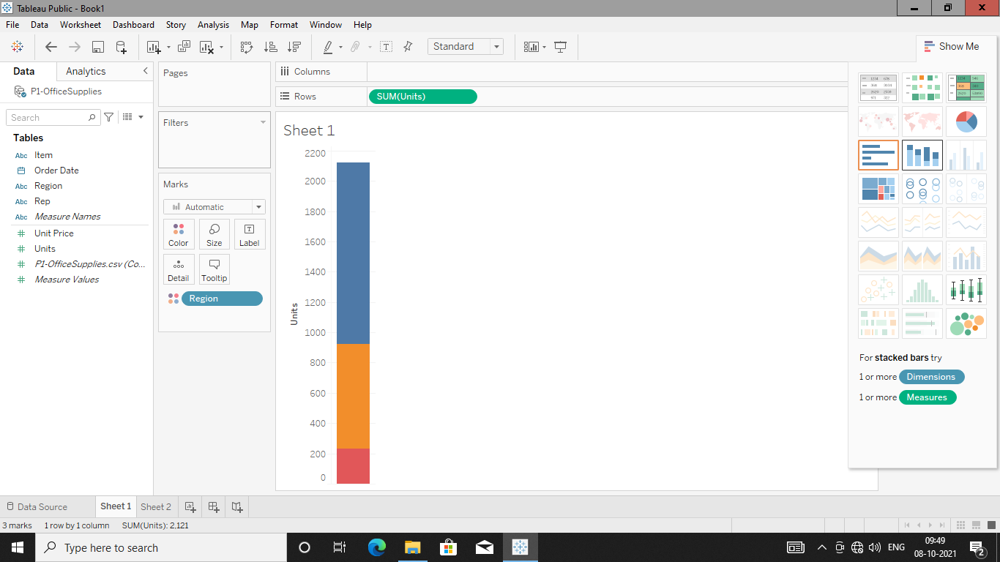 Tableau Public - Book1
File Data Worksheet Dashboard Story Analysis Map Format Window Help
Standard
Show Me
Data Analytics
P1-OfficeSupplies
Search
Tables
Abc Item
Order Date
Abc Region
Abc Rep
Abc Measure Names
Unit Price
Units
P1-OfficeSupplies.csv (Co...
Measure Values
Pages
Filters
Marks
Automatic
Color Size Label
Detail Tooltip
Region
Columns
Rows SUM(Units)
Sheet 1
2200
2000
1800
1600
1400
1200
1000
800
600
400
200
0
Units
For stacked bars try
1 or more Dimensions
1 or more Measures
Data Source Sheet 1 Sheet 2
3 marks 1 row by 1 column SUM(Units): 2,121
Type here to search
ENG
09:49
08-10-2021
2